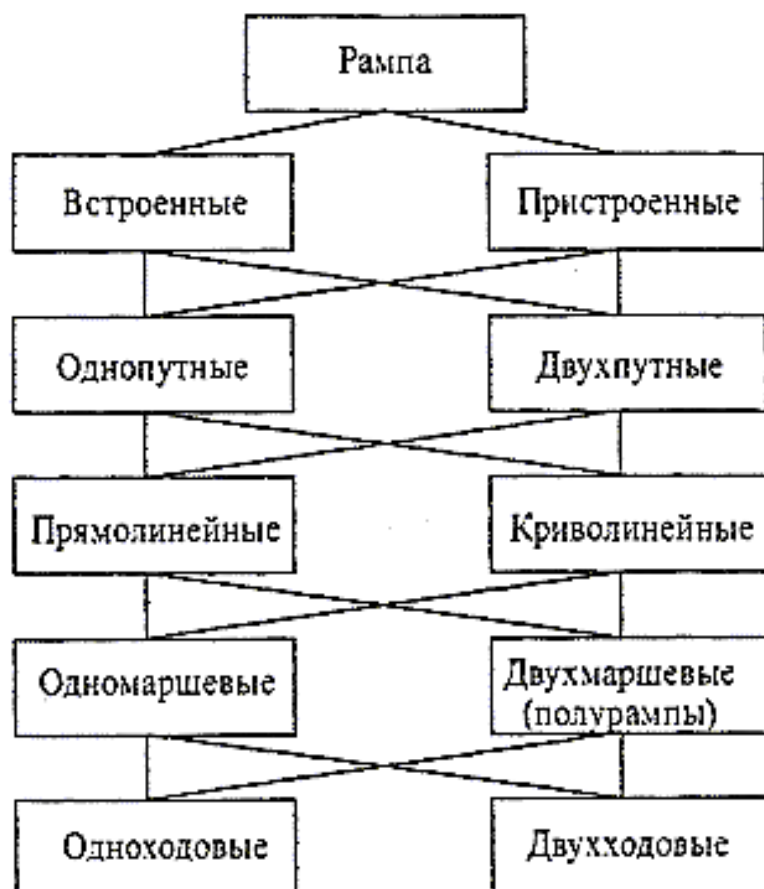 Рампа
Встроенные
Пристроенные
Однопутные
Двухпутные
Прямолинейные
Криволинейные
Одномаршевые
Двухмаршевые
(полурампы)
Одноходовые
Двухходовые